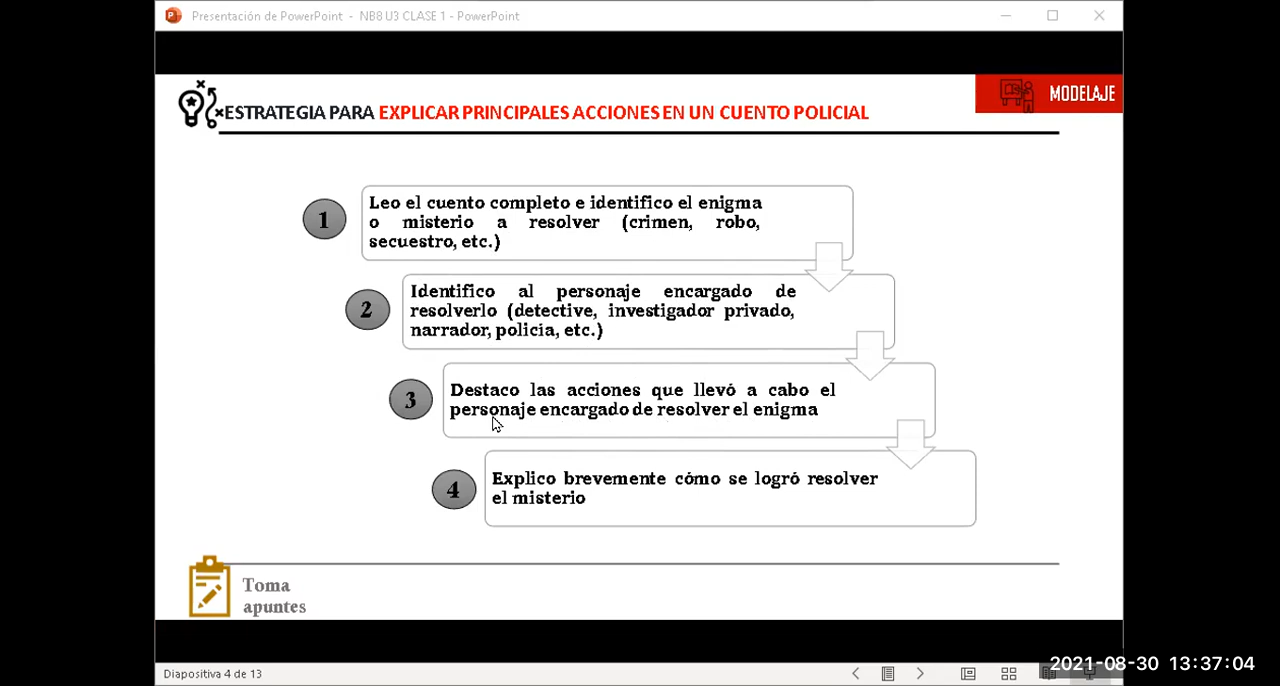 Presentación de PowerPoint - NB8 U3 CLASE 1 - PowerPoint
MODELAJE
ESTRATEGIA PARA EXPLICAR PRINCIPALES ACCIONES EN UN CUENTO POLICIAL
1
Leo el cuento completo e identifico el enigma
o misterio a resolver (crimen, robo,
secuestro, etc.)
2
Identifico al personaje encargado de
resolverlo (detective, investigador privado,
narrador, policía, etc.)
3
Destaco las acciones que llevó a cabo el
personaje encargado de resolver el enigma
4
Explico brevemente cómo se logró resolver
el misterio
Toma
apuntes
Diapositiva 4 de 13
2021-08-30 13:37:04